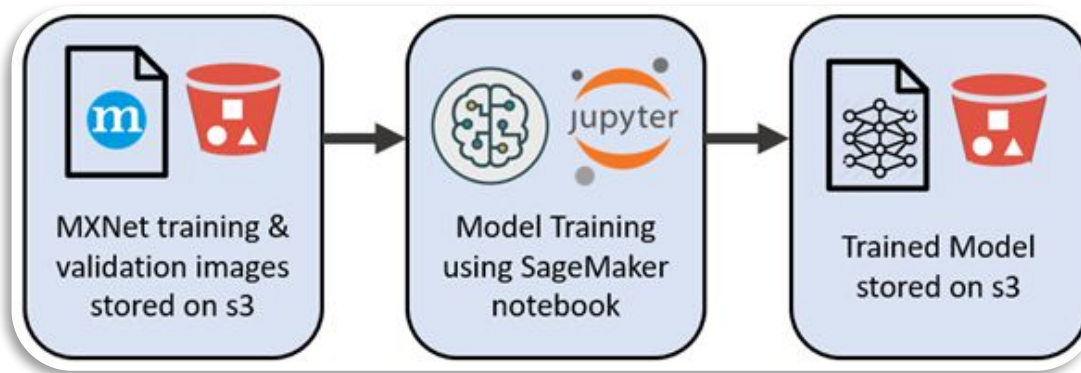 m
MXNet training &
validation images
stored on s3
jupyter
Model Training
using SageMaker
notebook
Trained Model
stored on s3